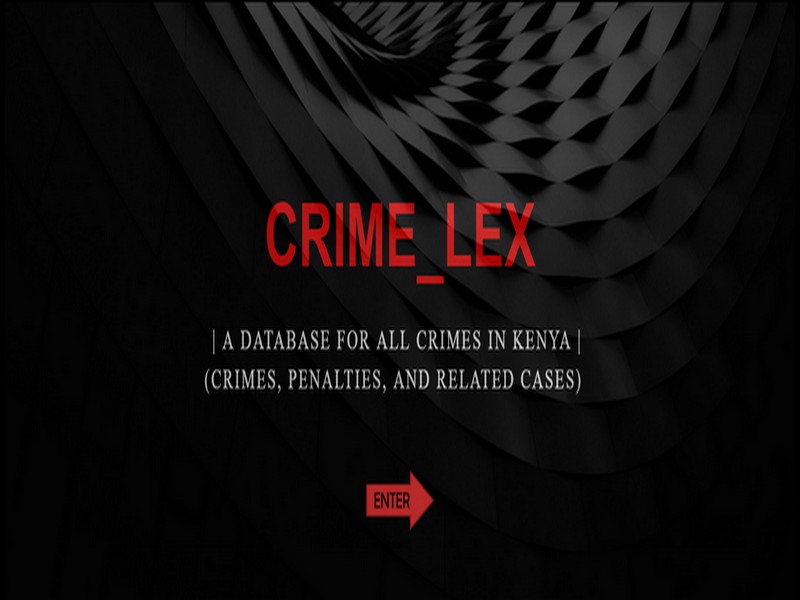 CRIME_LEX
| A DATABASE FOR ALL CRIMES IN KENYA |
(CRIMES, PENALTIES, AND RELATED CASES)
ENTER